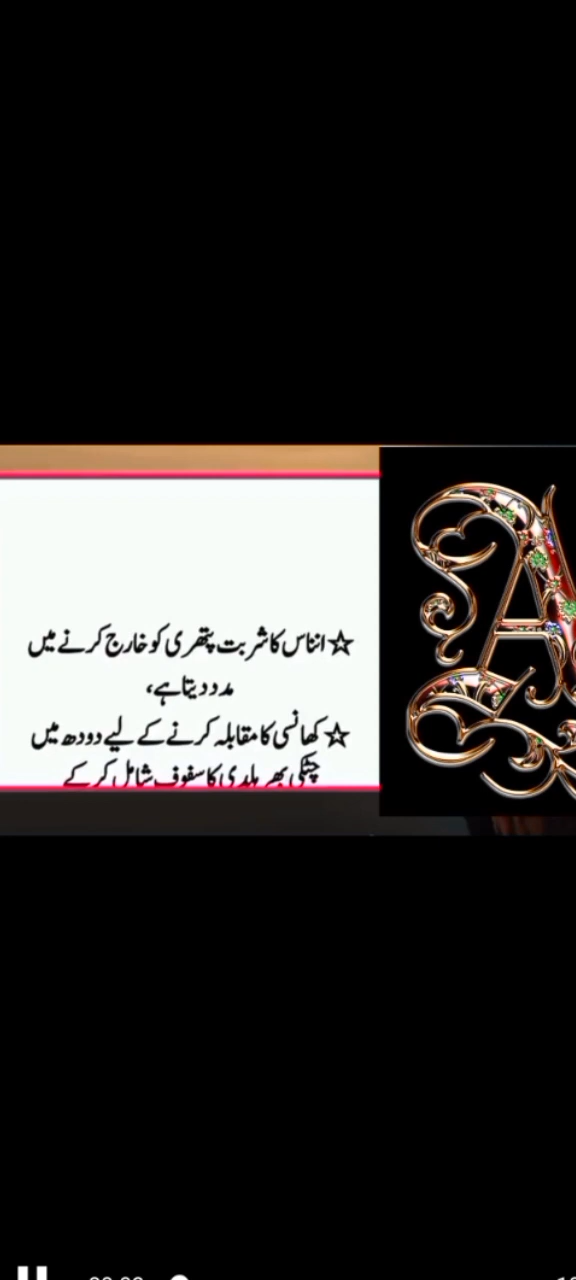 ☆ انناس کا شربت پتھری کو خارج کرنے میں
مدد دیتا ہے،
☆ کھانسی کا مقابلہ کرنے کے لیے دودھ میں
چٹکی بھر ہلدی کا سفوف شامل کر کے
A